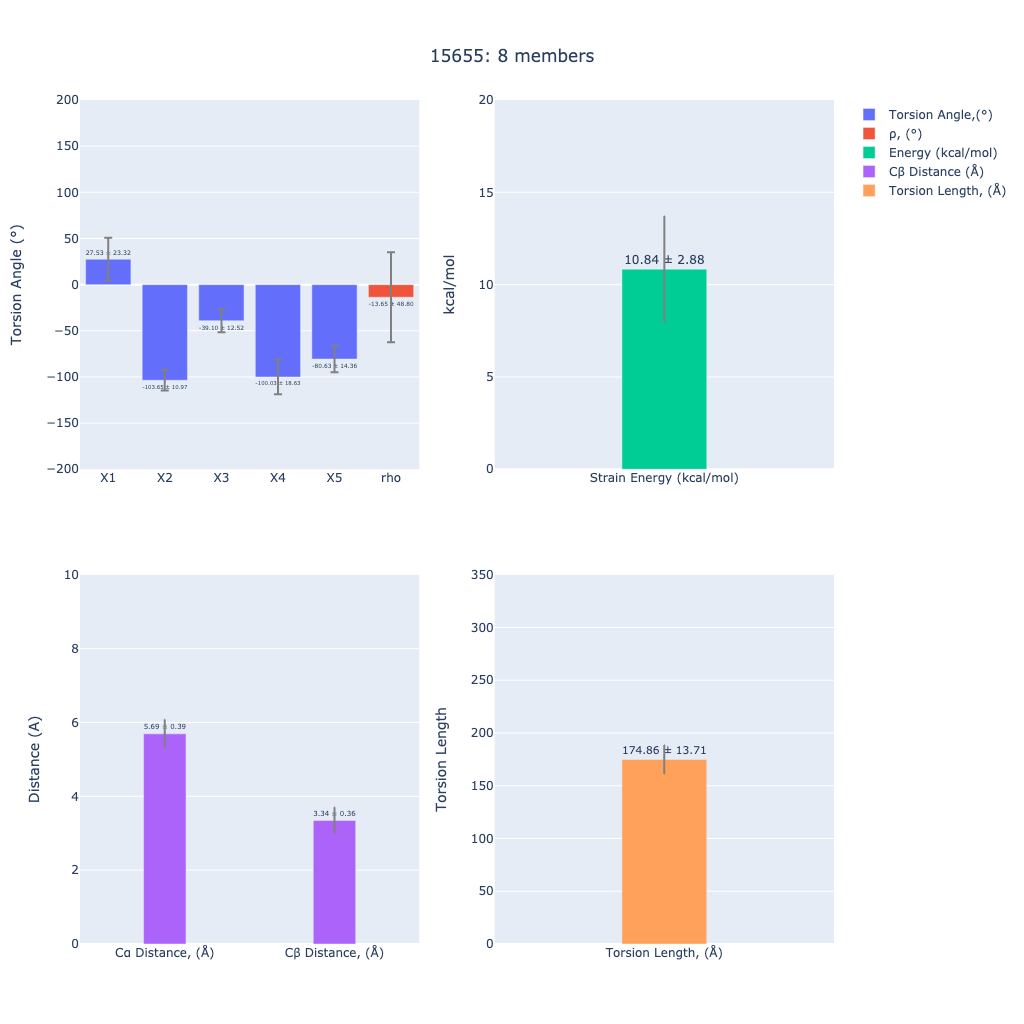 15655: 8 members
Torsion Angle (°)
200
150
100
50
0
−50
−100
−150
−200
27.53 ± 23.32
-103.65 ± 10.97
-39.10 ± 12.52
-100.03 ± 18.63
-80.63 ± 14.36
-13.65 ± 48.80
X1 X2 X3 X4 X5 rho
kcal/mol
20
15
10
5
0
10.84 ± 2.88
Strain Energy (kcal/mol)
Torsion Angle,(°)
ρ, (°)
Energy (kcal/mol)
Cβ Distance (Å)
Torsion Length, (Å)
Distance (A)
10
8
6
4
2
0
5.69 ± 0.39
3.34 ± 0.36
Cα Distance, (Å) Cβ Distance, (Å)
Torsion Length
350
300
250
200
150
100
50
0
174.86 ± 13.71
Torsion Length, (Å)